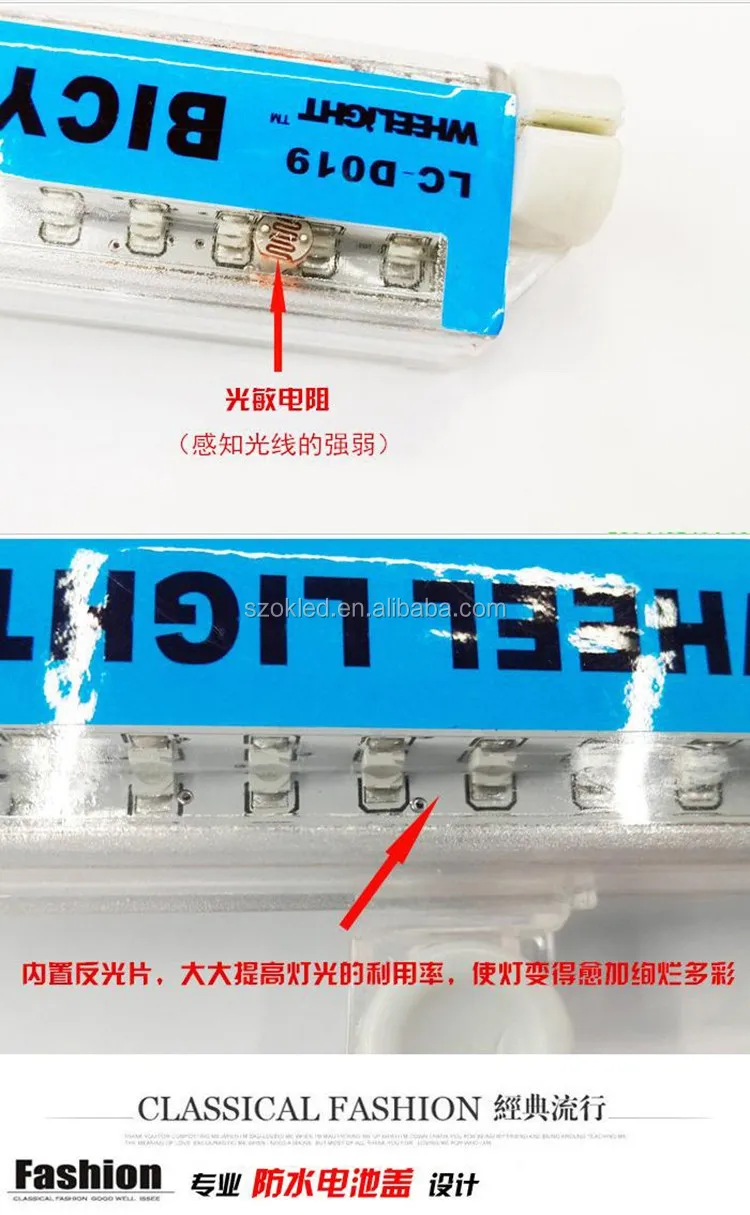 BICY
WHEELiGHT™
LC-D019
光敏电阻
（感知光线的强弱）
WHEEL LIGHT
szokled.en.alibaba.com
内置反光片，大大提高灯光的利用率，使灯变得愈加绚烂多彩
CLASSICAL FASHION 經典流行
Fashion
CLASSICAL FASHION GOOD WELL. ISSEE
专业 防水电池盖 设计